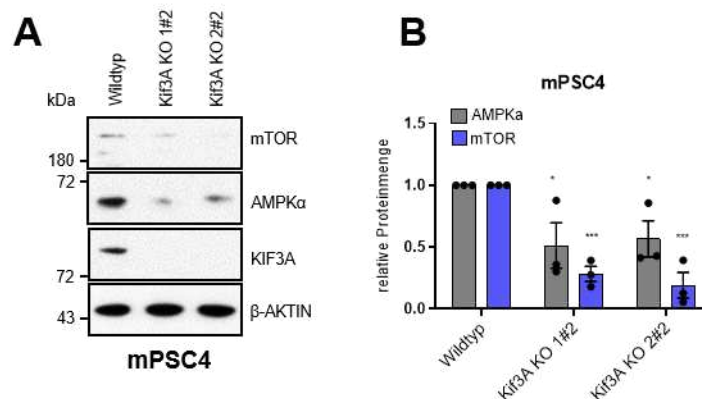 A
Wildtyp
Kif3A KO 1#2
Kif3A KO 2#2
kDa
mTOR
180
72
AMPKα
KIF3A
72
43
β-AKTIN
mPSC4
B
mPSC4
AMPKa
mTOR
relative Proteinmenge
1.5
1.0
0.5
0.0
*
***
*
***
Wildtyp
Kif3A KO 1#2
Kif3A KO 2#2